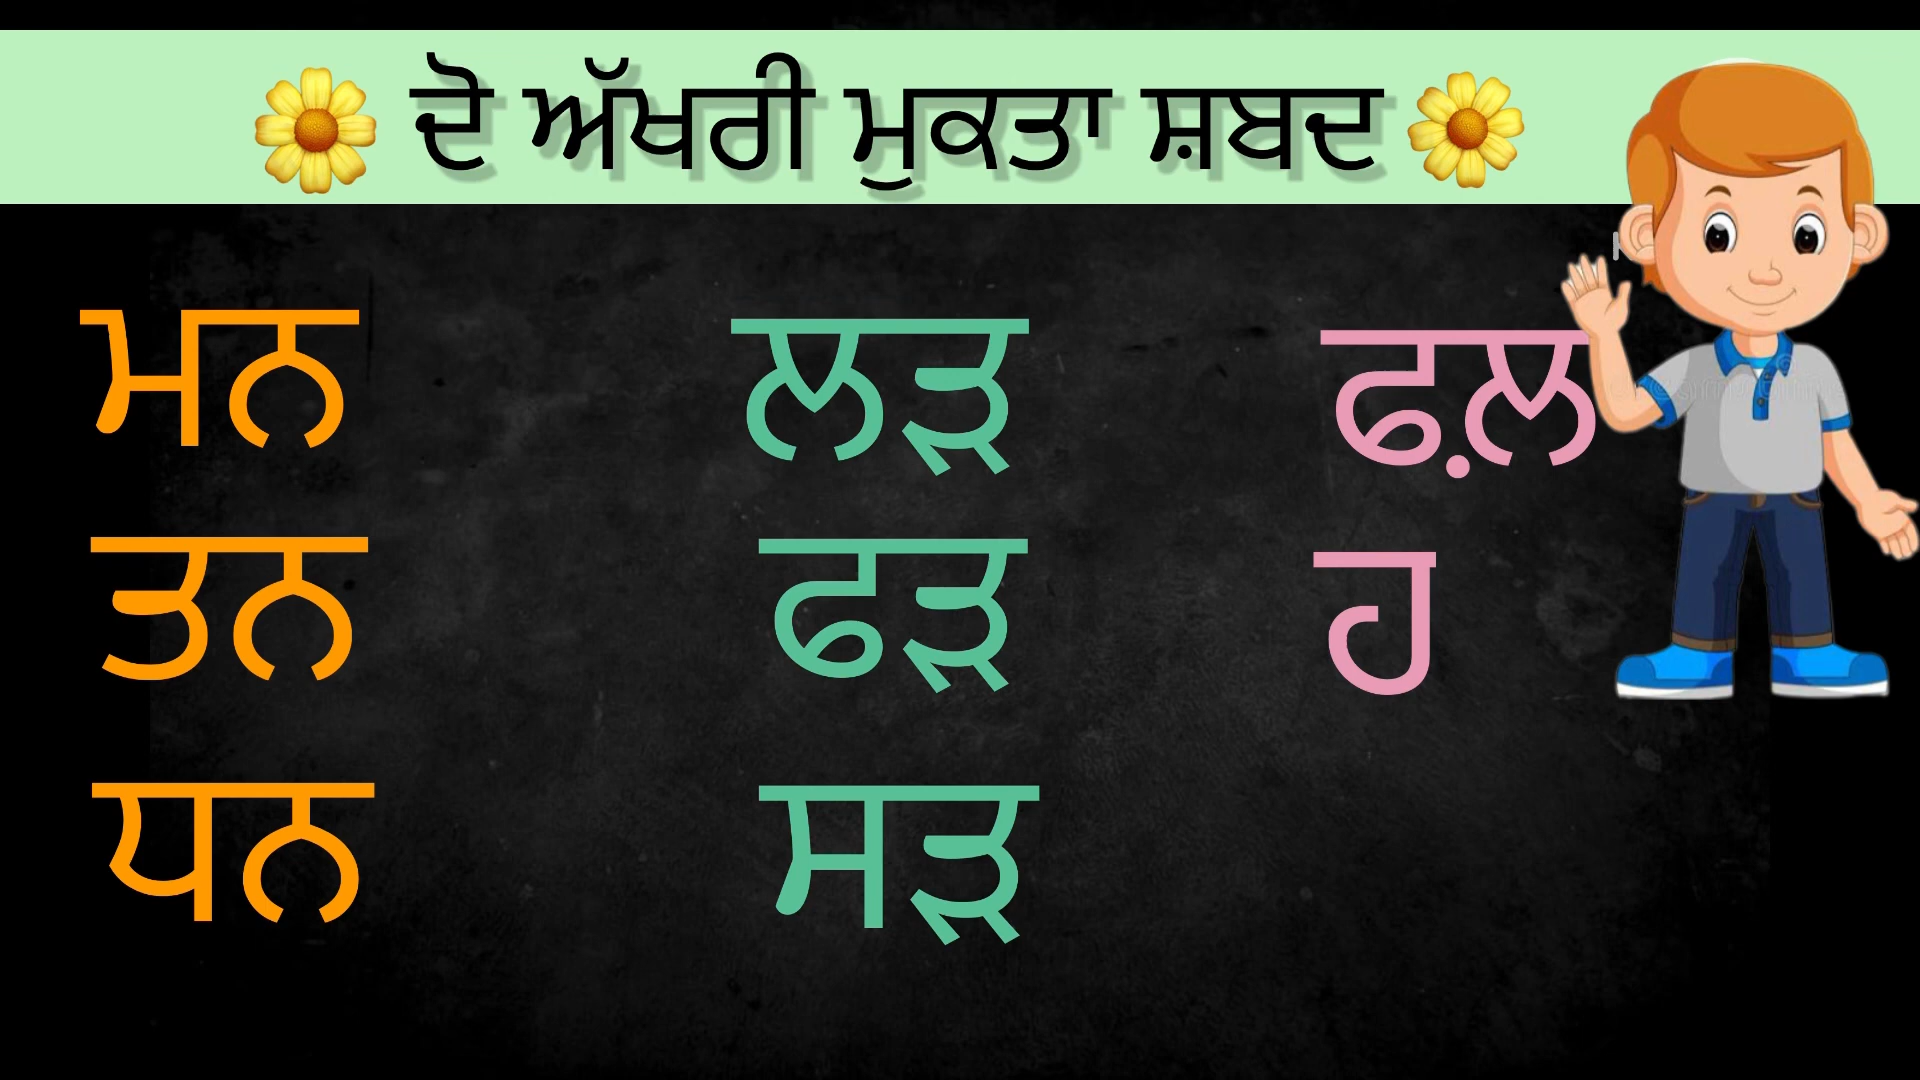 ਦੋ ਅੱਖਰੀ ਮੁਕਤਾ ਸ਼ਬਦ
ਮਨ ਲੜ ਫ਼ਲ
ਤਨ ਫੜ ਹ
ਧਨ ਸੜ